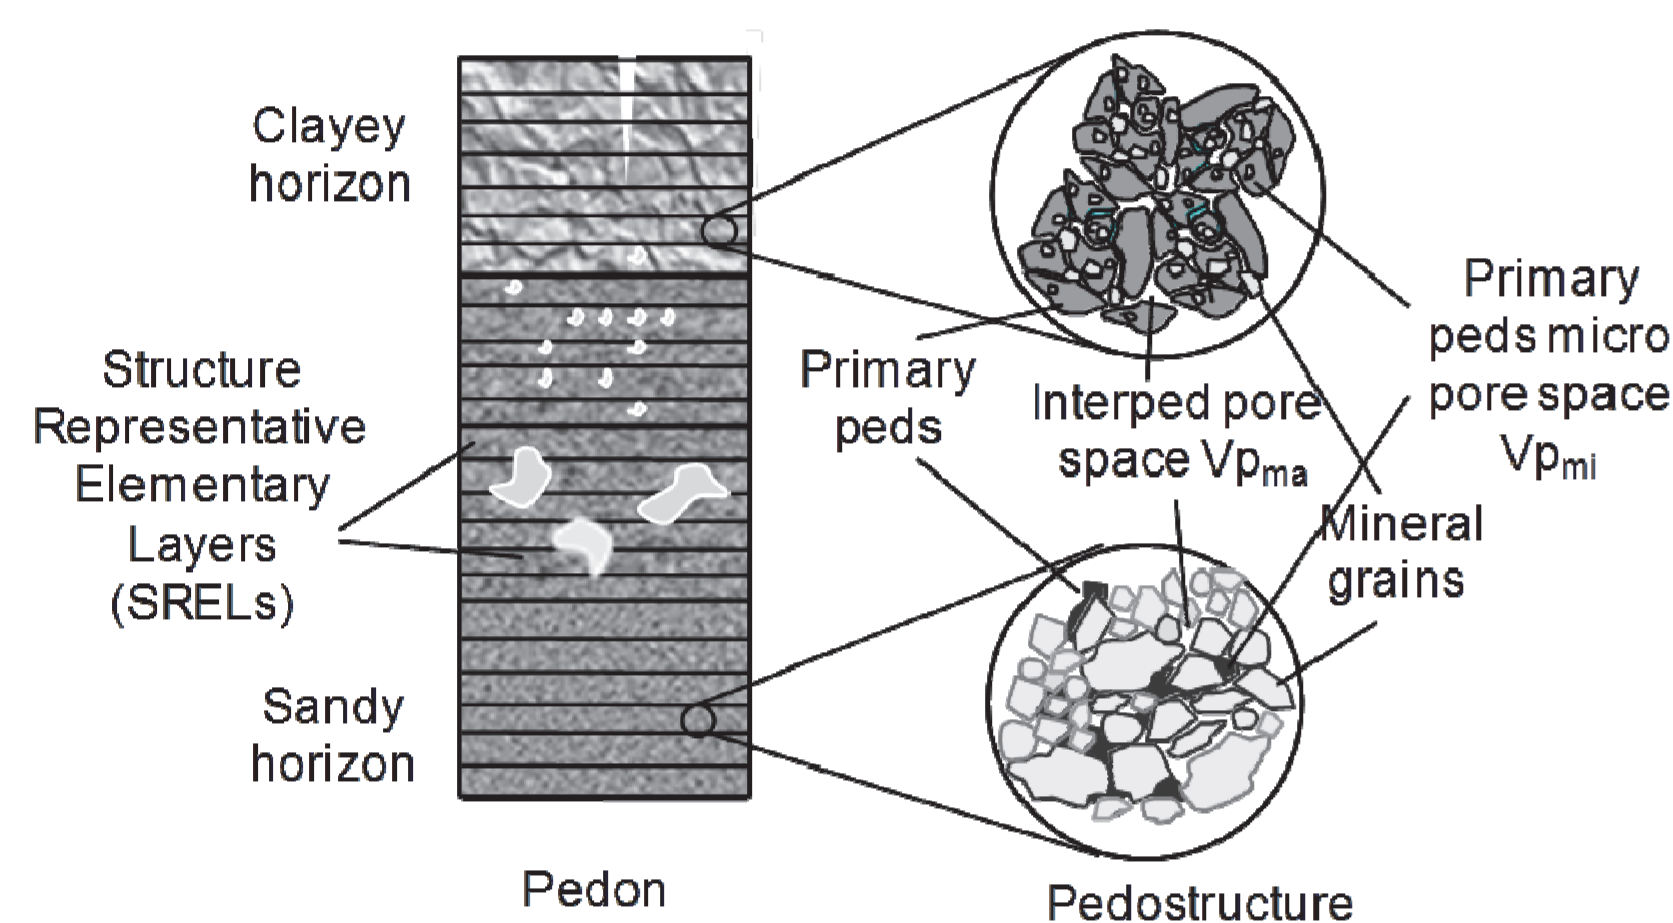 Clayey
horizon
Structure
Representative
Elementary
Layers
(SRELs)
Sandy
horizon
Pedon
Primary
peds
Interped pore
space Vpma
Primary
peds micro
pore space
Vpmi
Mineral
grains
Pedostructure